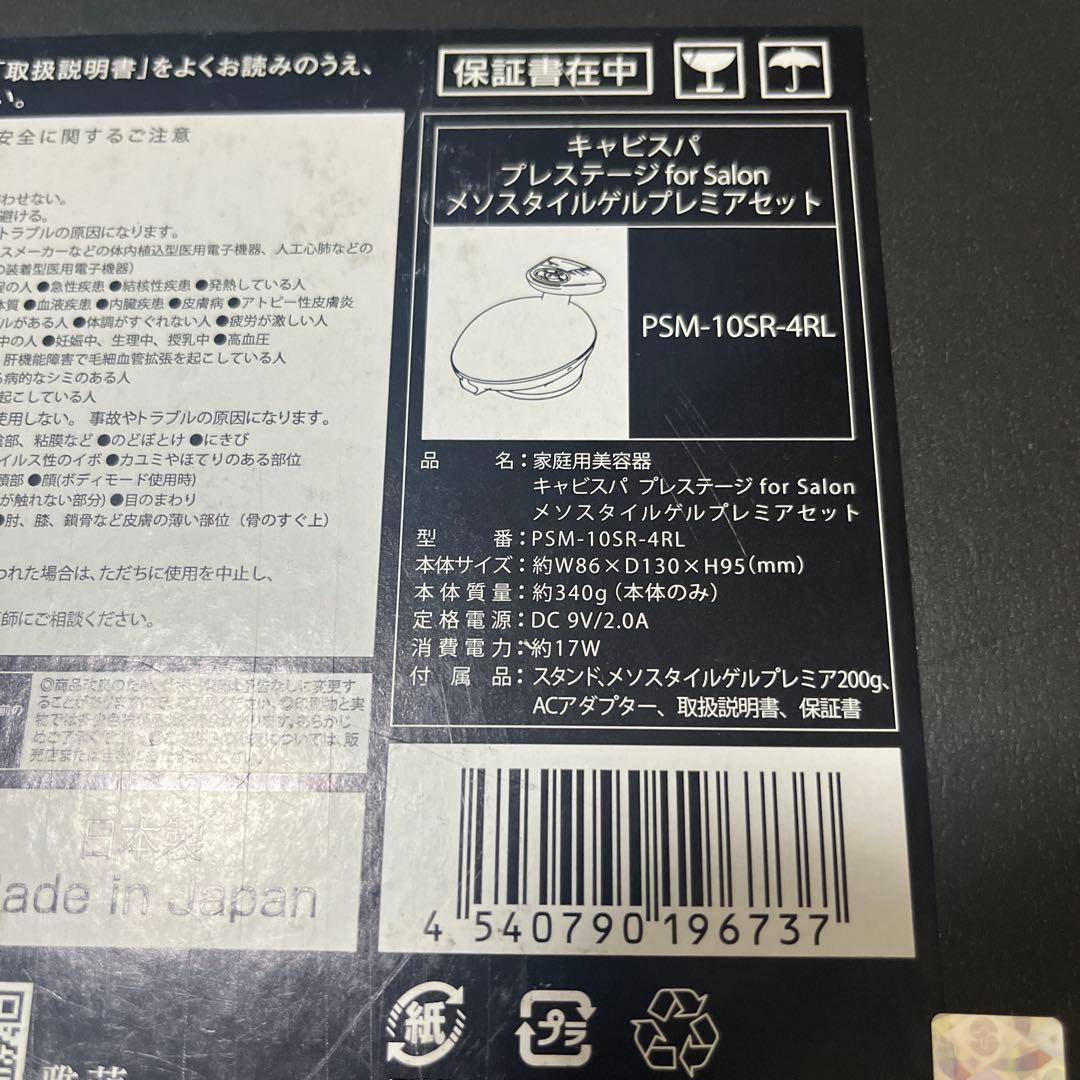 「取扱説明書」をよくお読みのうえ、
い。
安全に関するご注意
わせない。
避ける。
トラブルの原因になります。
スメーカーなどの体内植込型医用電子機器、人工心肺などの
の装着型医用電子機器)
の人 ●急性疾患 ●結核性疾患 ●発熱している人
体質 ●血液疾患 ●内臓疾患 ●皮膚病 ●アトピー性皮膚炎
ルがある人 ●体調がすぐれない人 ●疲労が激しい人
中の人 ●妊娠中、生理中、授乳中 ●高血圧
肝機能障害で毛細血管拡張を起こしている人
る病的なシミのある人
起こしている人
使用しない。 事故やトラブルの原因になります。
陰部、粘膜など ●のどぼとけ ●にきび
イルス性のイボ ●カユミやほてりのある部位
頭部 ●顔(ボディモード使用時)
が触れない部分) ●目のまわり
●肘、膝、鎖骨など皮膚の薄い部位（骨のすぐ上）
われた場合は、ただちに使用を中止し、
師にご相談ください。
保証書在中
キャビスパ
プレステージ for Salon
メソスタイルゲルプレミアセット
PSM-10SR-4RL
品名：家庭用美容器
キャビスパ プレステージ for Salon
メソスタイルゲルプレミアセット
型番：PSM-10SR-4RL
本体サイズ：約W86×D130×H95(mm)
本体質量：約340g（本体のみ）
定格電源：DC 9V/2.0A
消費電力：約17W
付属品：スタンド、メソスタイルゲルプレミア200g、
ACアダプター、取扱説明書、保証書
前の
日本製
Made in Japan
4 540790 196737
紙
プラ